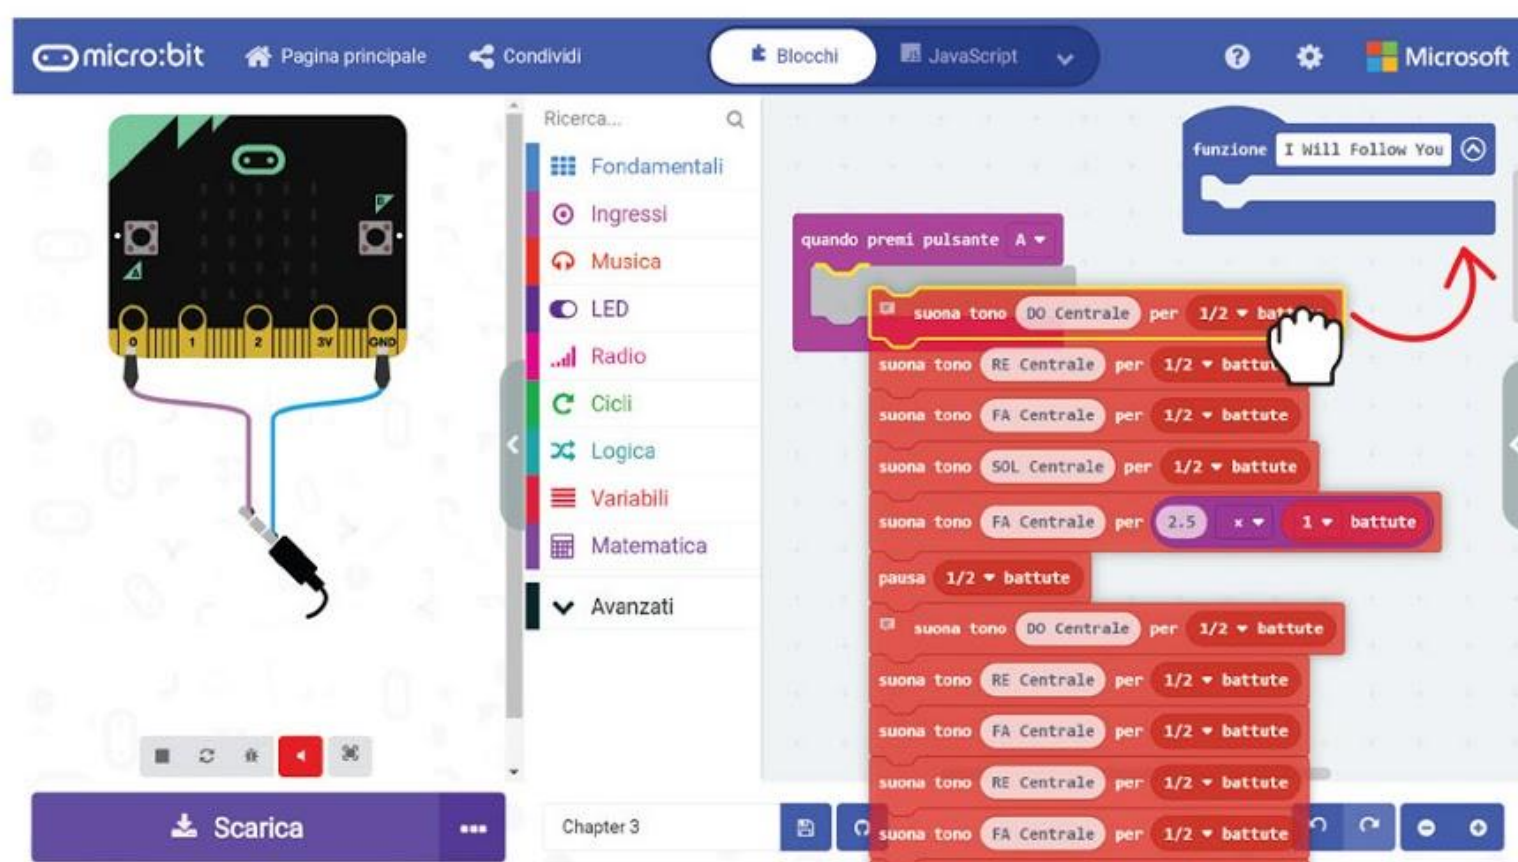 micro:bit Pagina principale Condividi Blocchi JavaScript Microsoft
Ricerca...
Fondamentali
Ingressi
Musica
LED
Radio
Cicli
Logica
Variabili
Matematica
Avanzati
0 1 2 3V GND
A
B
funzione I Will Follow You
quando premi pulsante A
suona tono DO Centrale per 1/2
suona tono RE Centrale per 1/2
suona tono FA Centrale per 1/2 battute
suona tono SOL Centrale per 1/2 battute
suona tono FA Centrale per 2.5 × 1 battute
pausa 1/2 battute
suona tono DO Centrale per 1/2 battute
suona tono RE Centrale per 1/2 battute
suona tono FA Centrale per 1/2 battute
suona tono RE Centrale per 1/2 battute
suona tono FA Centrale per 1/2 battute
Scarica
Chapter 3